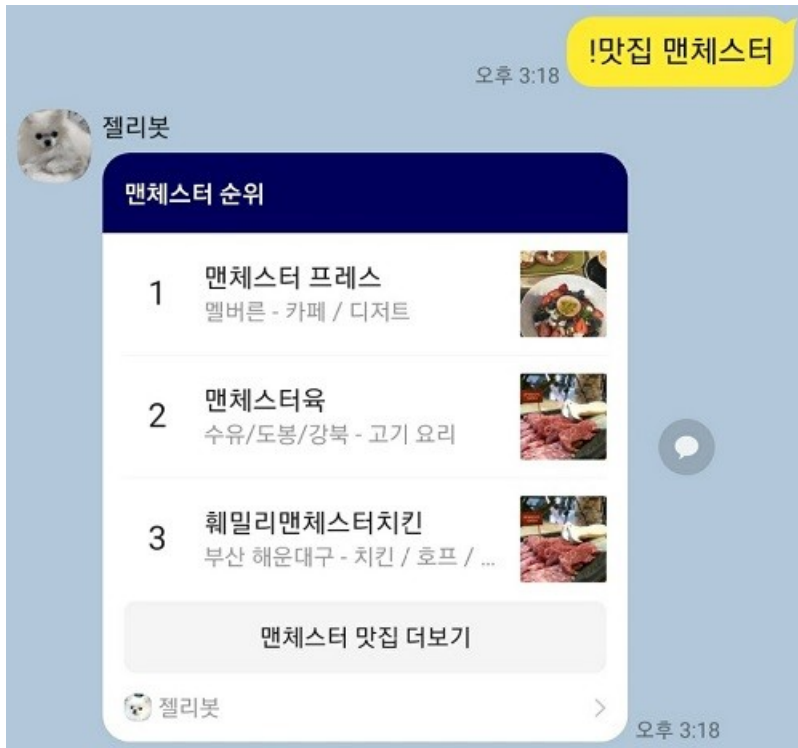 !맛집 맨체스터
오후 3:18
젤리봇
맨체스터 순위
1
맨체스터 프레스
멜버른 - 카페 / 디저트
2
맨체스터육
수유/도봉/강북 - 고기 요리
3
훼밀리맨체스터치킨
부산 해운대구 - 치킨 / 호프 / ...
맨체스터 맛집 더보기
젤리봇
오후 3:18